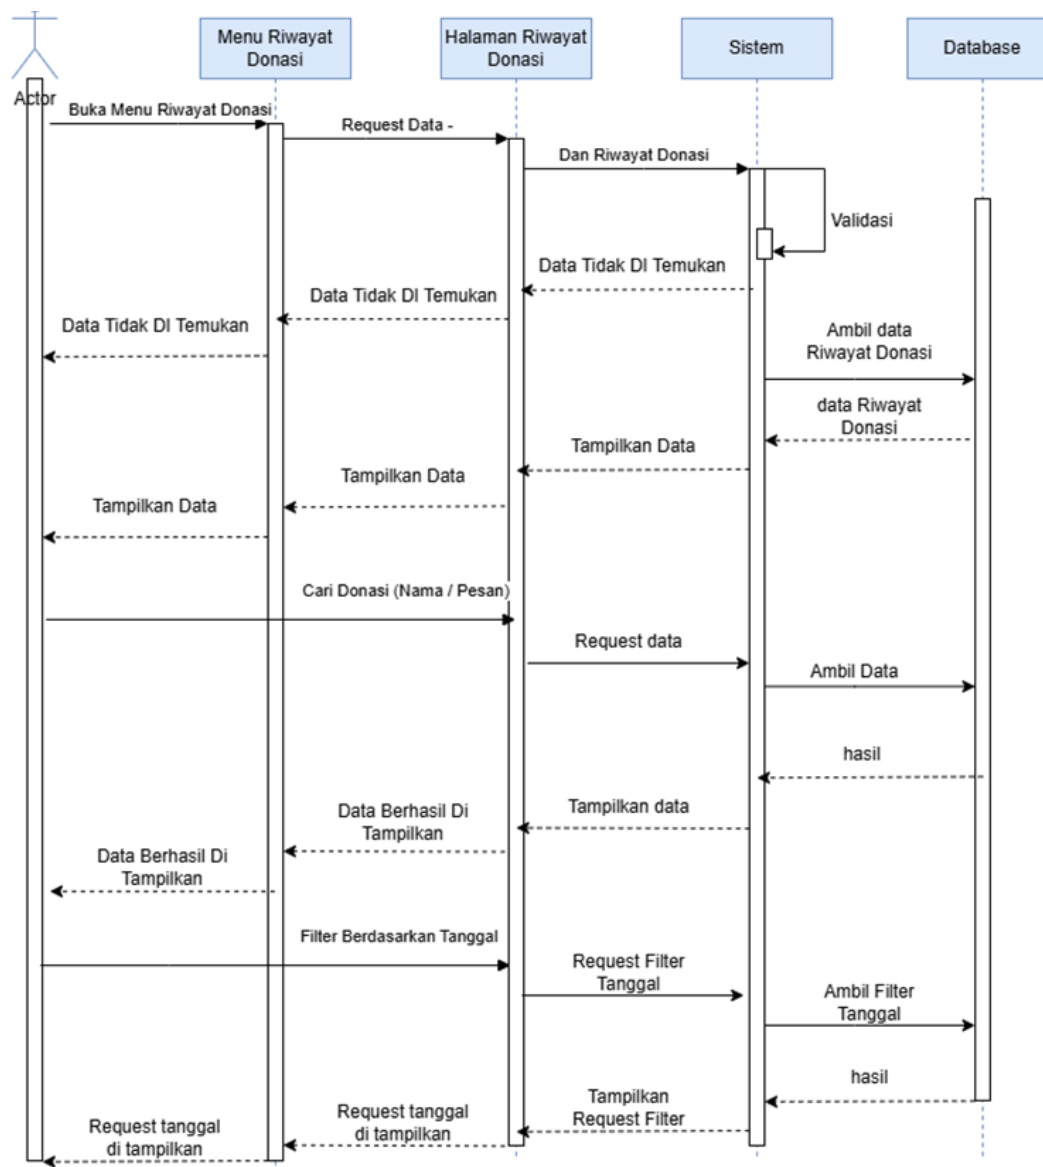 Menu Riwayat
Donasi
Halaman Riwayat
Donasi
Sistem
Database
Actor
Buka Menu Riwayat Donasi
Request Data -
Dan Riwayat Donasi
Validasi
Data Tidak DI Temukan
Data Tidak DI Temukan
Data Tidak DI Temukan
Ambil data
Riwayat Donasi
data Riwayat
Donasi
Tampilkan Data
Tampilkan Data
Tampilkan Data
Cari Donasi (Nama / Pesan)
Request data
Ambil Data
hasil
Tampilkan data
Data Berhasil Di
Tampilkan
Data Berhasil Di
Tampilkan
Filter Berdasarkan Tanggal
Request Filter
Tanggal
Ambil Filter
Tanggal
hasil
Tampilkan
Request Filter
Request tanggal
di tampilkan
Request tanggal
di tampilkan